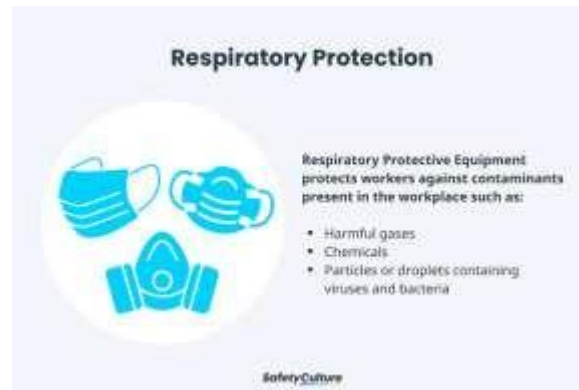 Respiratory Protection
Respiratory Protective Equipment
protects workers against contaminants
present in the workplace such as:
• Harmful gases
• Chemicals
• Particles or droplets containing
viruses and bacteria
SafetyCulture